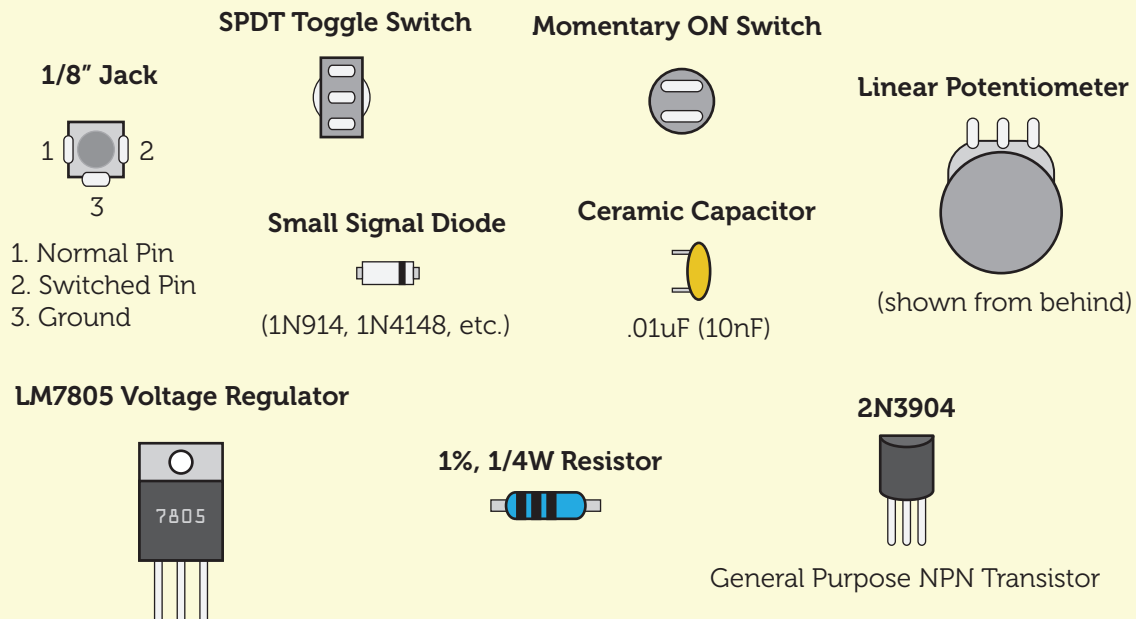 SPDT Toggle Switch
Momentary ON Switch
1/8” Jack
Linear Potentiometer
1
2
3
Small Signal Diode
Ceramic Capacitor
1. Normal Pin
2. Switched Pin
3. Ground
(1N914, 1N4148, etc.)
.01uF (10nF)
(shown from behind)
LM7805 Voltage Regulator
2N3904
1%, 1/4W Resistor
7805
General Purpose NPN Transistor